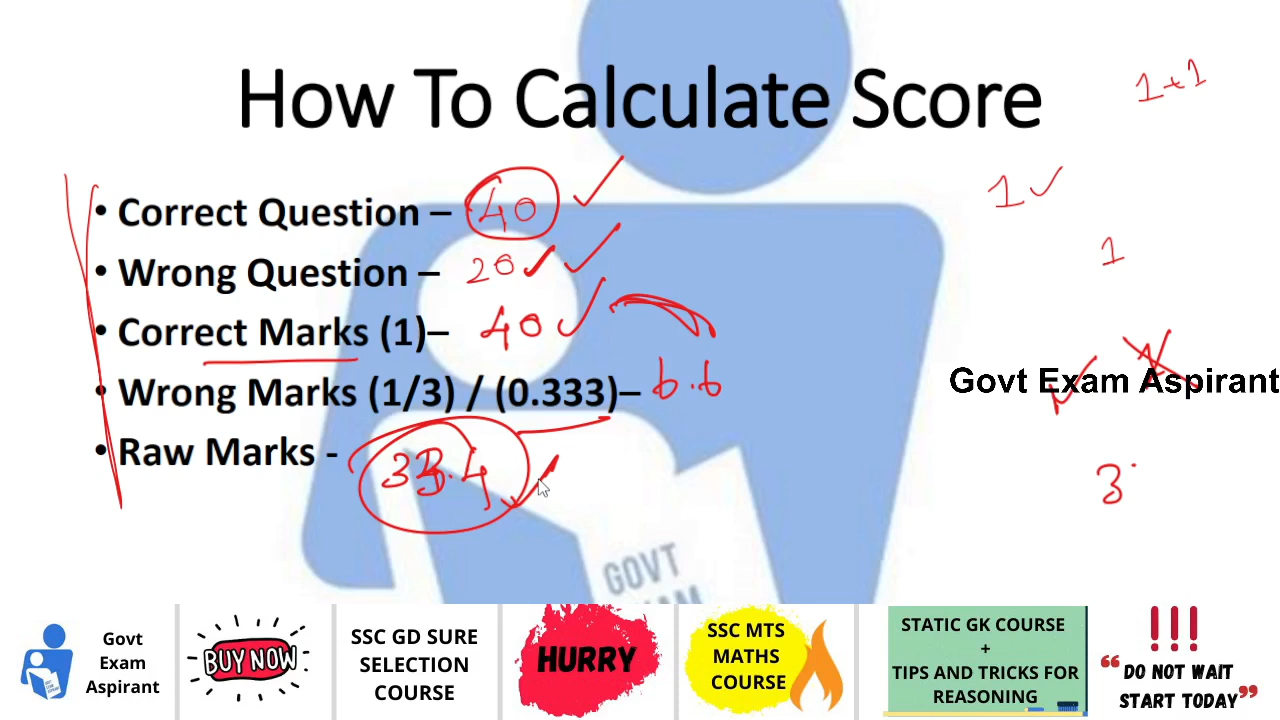 How To Calculate Score
1+1
• Correct Question – 40
1
• Wrong Question – 20
1
• Correct Marks (1)– 40
• Wrong Marks (1/3) / (0.333)– 6.6
Govt Exam Aspirant
• Raw Marks - 33.4
3
GOVT
EXAM
Govt
Exam
Aspirant
BUY NOW
SSC GD SURE
SELECTION
COURSE
HURRY
SSC MTS
MATHS
COURSE
STATIC GK COURSE
+
TIPS AND TRICKS FOR
REASONING
!!!
“ DO NOT WAIT
START TODAY”